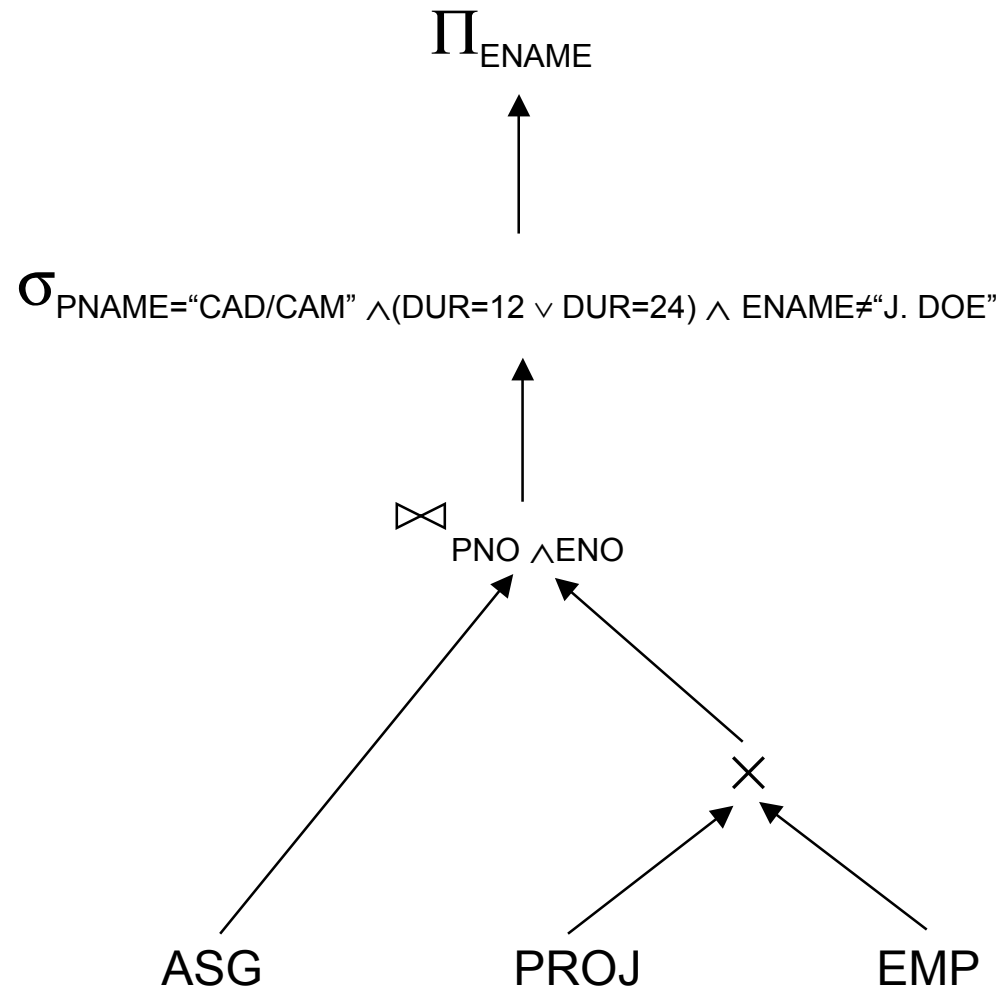 Π ENAME
σ PNAME=“CAD/CAM” ∧(DUR=12 ∨ DUR=24) ∧ ENAME≠“J. DOE”
⋈ PNO ∧ENO
×
ASG PROJ EMP